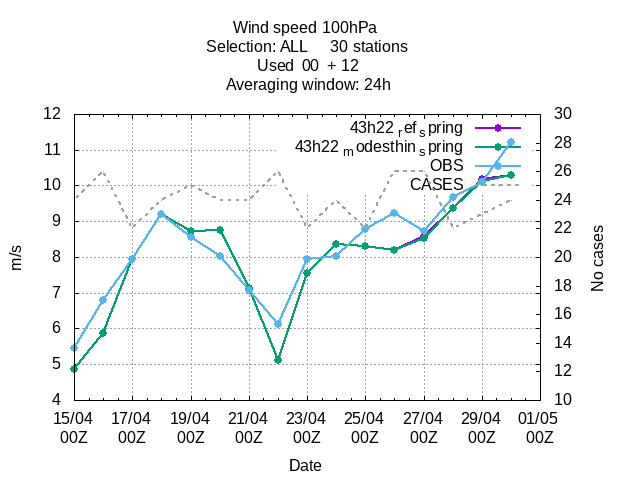 Wind speed 100hPa
Selection: ALL     30 stations
Used  00  + 12
Averaging window: 24h
12 30
43h22 ref spring
28
11 43h22 modesthin spring
OBS 26
10 CASES
24
9
22
8 20
18
7
16
6
14
5
12
4 10
15/04 17/04 19/04 21/04 23/04 25/04 27/04 29/04 01/05
00Z 00Z 00Z 00Z 00Z 00Z 00Z 00Z 00Z
Date
m/s
No cases